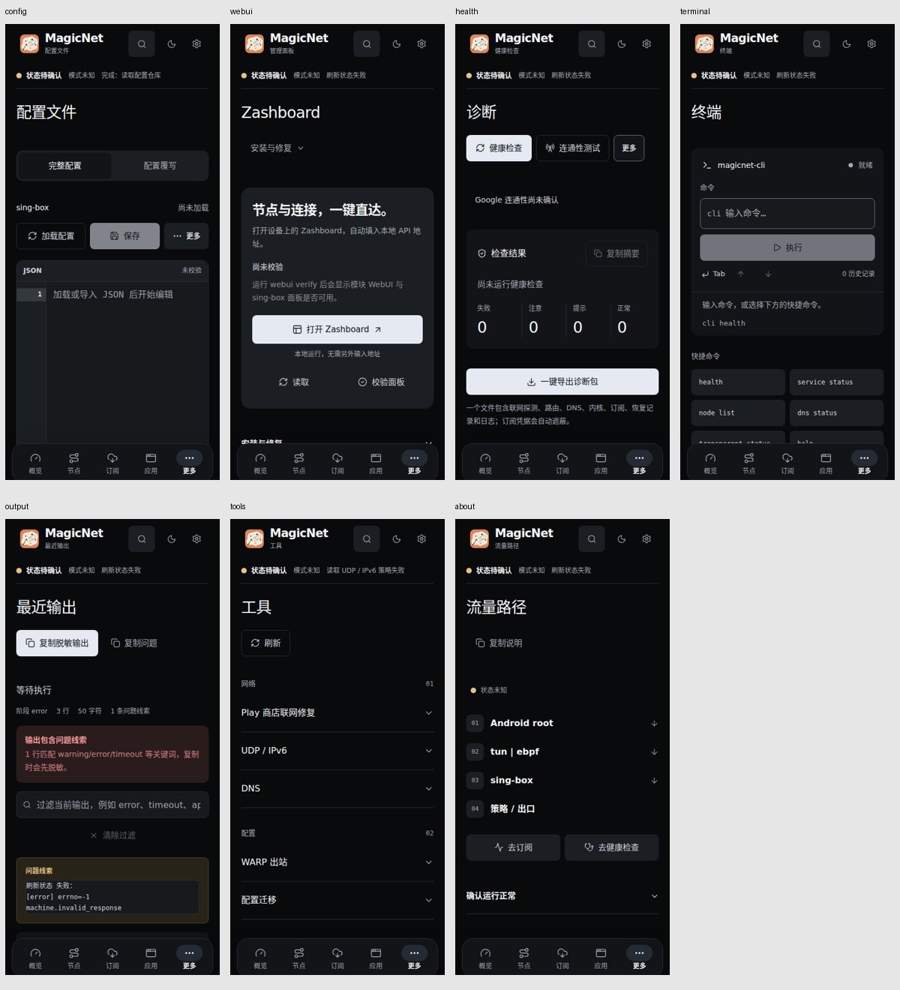 config
MagicNet
配置文件
状态待确认 模式未知 完成：读取配置仓库
配置文件
完整配置 配置覆写
sing-box 尚未加载
加载配置 保存 更多
JSON 未校验
1 加载或导入 JSON 后开始编辑
概览 节点 订阅 应用 更多
webui
MagicNet
管理面板
状态待确认 模式未知 刷新状态失败
Zashboard
安装与修复
节点与连接，一键直达。
打开设备上的 Zashboard，自动填入本地 API 地
址。
尚未校验
运行 webui verify 后会显示模块 WebUI 与
sing-box 面板是否可用。
打开 Zashboard
本地运行，无需另外输入地址
读取 校验面板
安装与修复
概览 节点 订阅 应用 更多
health
MagicNet
健康检查
状态待确认 模式未知 刷新状态失败
诊断
健康检查 连通性测试 更多
Google 连通性尚未确认
检查结果 复制摘要
尚未运行健康检查
失败 注意 提示 正常
0 0 0 0
一键导出诊断包
一个文件包含联网探测、路由、DNS、内核、订阅、恢复记
录和日志；订阅凭据会自动遮蔽。
概览 节点 订阅 应用 更多
terminal
MagicNet
终端
状态待确认 模式未知 刷新状态失败
终端
magicnet-cli 就绪
命令
cli 输入命令…
执行
Tab 0 历史记录
输入命令，或选择下方的快捷命令。
cli health
快捷命令
health service status
node list dns status
transparent status help
概览 节点 订阅 应用 更多
output
MagicNet
最近输出
状态待确认 模式未知 刷新状态失败
最近输出
复制脱敏输出 复制问题
等待执行
阶段 error 3 行 50 字符 1 条问题线索
输出包含问题线索
1 行匹配 warning/error/timeout 等关键词，复制
时会先脱敏。
过滤当前输出，例如 error、timeout、ap
清除过滤
问题线索
刷新状态 失败：
[error] errno=-1
machine.invalid_response
概览 节点 订阅 应用 更多
tools
MagicNet
工具
状态待确认 模式未知 读取 UDP / IPv6 策略失败
工具
刷新
网络 01
Play 商店联网修复
UDP / IPv6
DNS
配置 02
WARP 出站
配置迁移
概览 节点 订阅 应用 更多
about
MagicNet
流量路径
状态待确认 模式未知 刷新状态失败
流量路径
复制说明
状态未知
01 Android root
02 tun | ebpf
03 sing-box
04 策略 / 出口
去订阅 去健康检查
确认运行正常
概览 节点 订阅 应用 更多